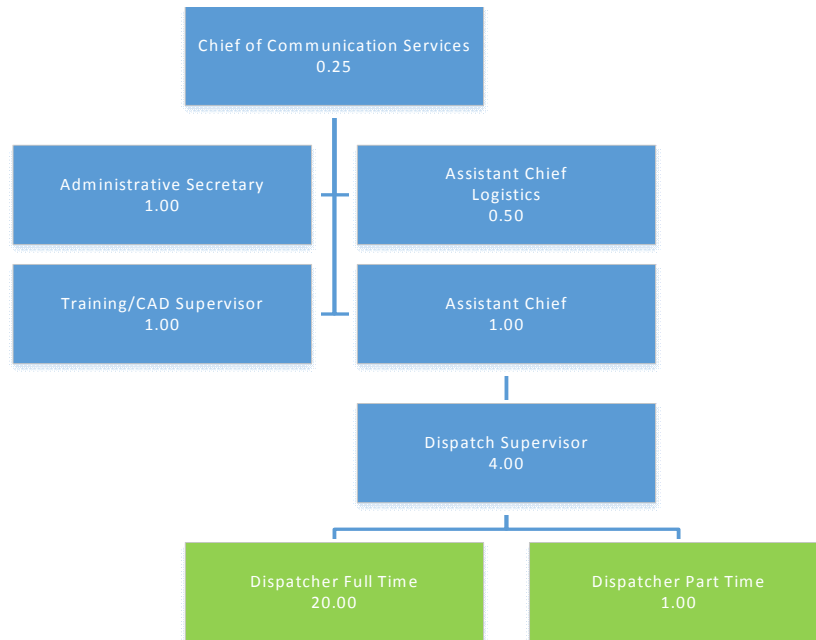 Chief of Communication Services
0.25
Administrative Secretary
1.00
Assistant Chief
Logistics
0.50
Training/CAD Supervisor
1.00
Assistant Chief
1.00
Dispatch Supervisor
4.00
Dispatcher Full Time
20.00
Dispatcher Part Time
1.00